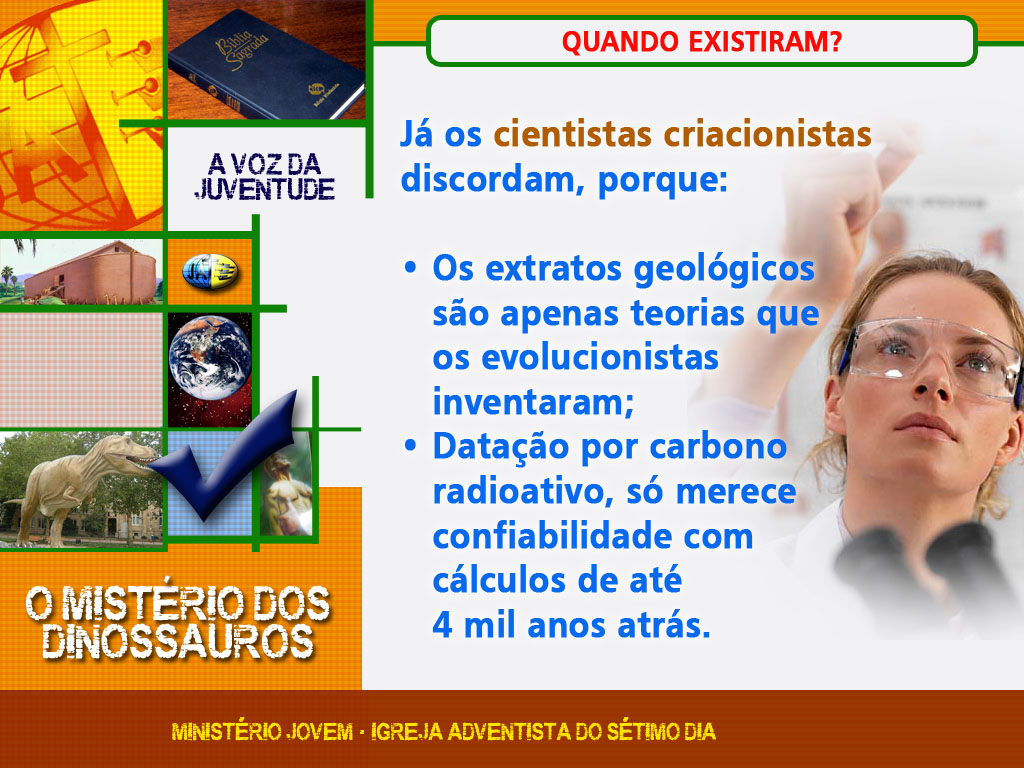 QUANDO EXISTIRAM?
Bíblia
Sagrada
A VOZ DA
JUVENTUDE
Já os cientistas criacionistas
discordam, porque:
• Os extratos geológicos
são apenas teorias que
os evolucionistas
inventaram;
• Datação por carbono
radioativo, só merece
confiabilidade com
cálculos de até
4 mil anos atrás.
O MISTÉRIO DOS
DINOSSAUROS
MINISTÉRIO JOVEM - IGREJA ADVENTISTA DO SÉTIMO DIA